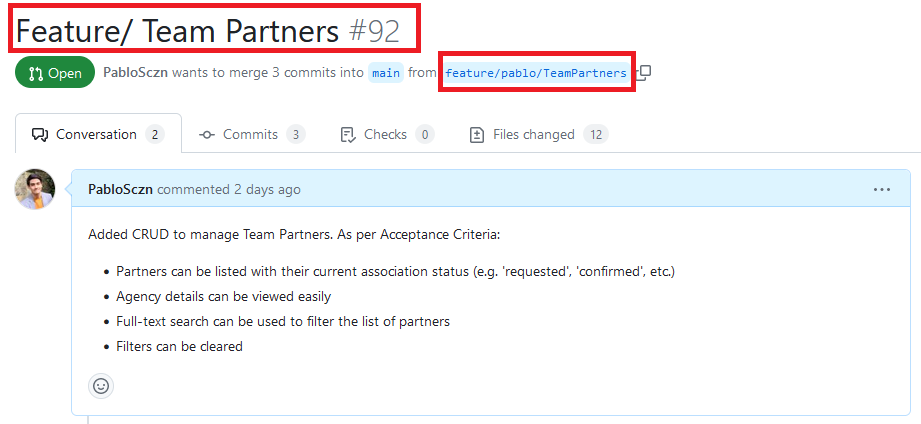 Feature/ Team Partners #92
Open PabloSczn wants to merge 3 commits into main from feature/pablo/TeamPartners
Conversation 2 Commits 3 Checks 0 Files changed 12
PabloSczn commented 2 days ago
Added CRUD to manage Team Partners. As per Acceptance Criteria:
• Partners can be listed with their current association status (e.g. 'requested', 'confirmed', etc.)
• Agency details can be viewed easily
• Full-text search can be used to filter the list of partners
• Filters can be cleared